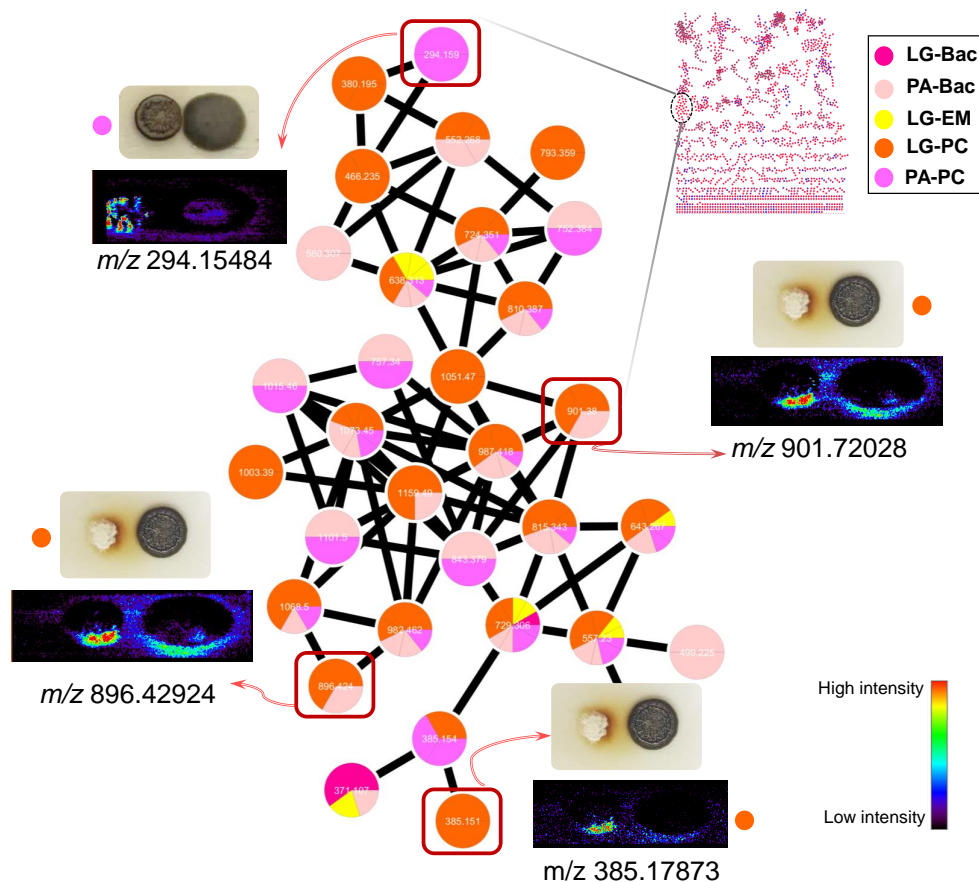 294.159
LG-Bac
PA-Bac
LG-EM
LG-PC
PA-PC
380.195
552.268
793.359
466.235
724.351
752.384
580.307
m/z 294.15484
638.313
810.387
757.34
1051.47
1015.46
901.38
1073.45
987.418
m/z 901.72028
1003.39
1159.49
1101.5
815.343
643.267
843.379
1068.5
982.462
729.306
557.23
499.225
896.424
m/z 896.42924
High intensity
385.154
371.107
385.151
Low intensity
m/z 385.17873